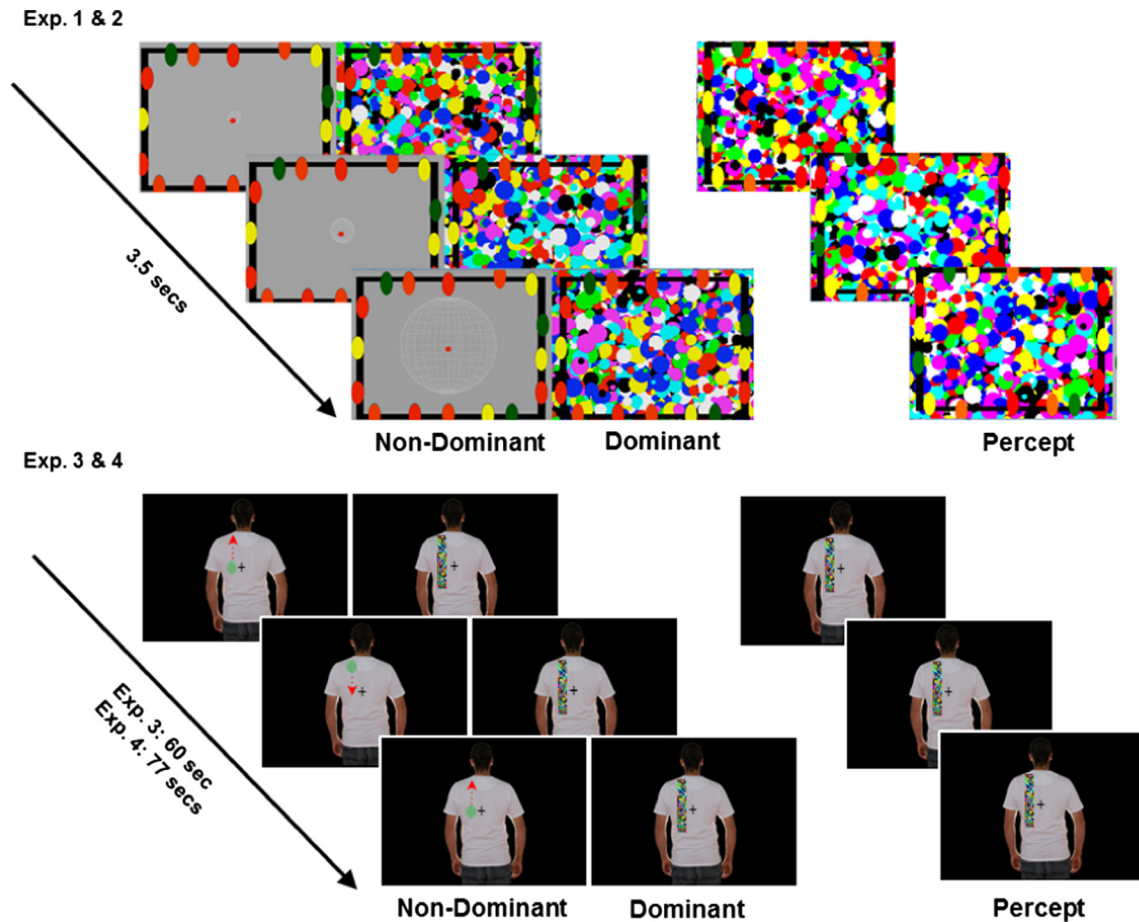 Exp. 1 & 2
3.5 secs
Non-Dominant
Dominant
Percept
Exp. 3 & 4
Exp. 3: 60 sec
Exp. 4: 77 secs
Non-Dominant
Dominant
Percept